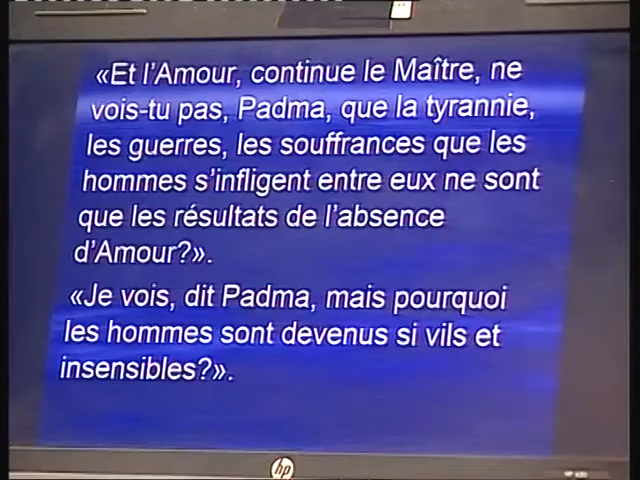 «Et l'Amour, continue le Maître, ne
vois-tu pas, Padma, que la tyrannie,
les guerres, les souffrances que les
hommes s'infligent entre eux ne sont
que les résultats de l'absence
d'Amour?».
«Je vois, dit Padma, mais pourquoi
les hommes sont devenus si vils et
insensibles?».
hp